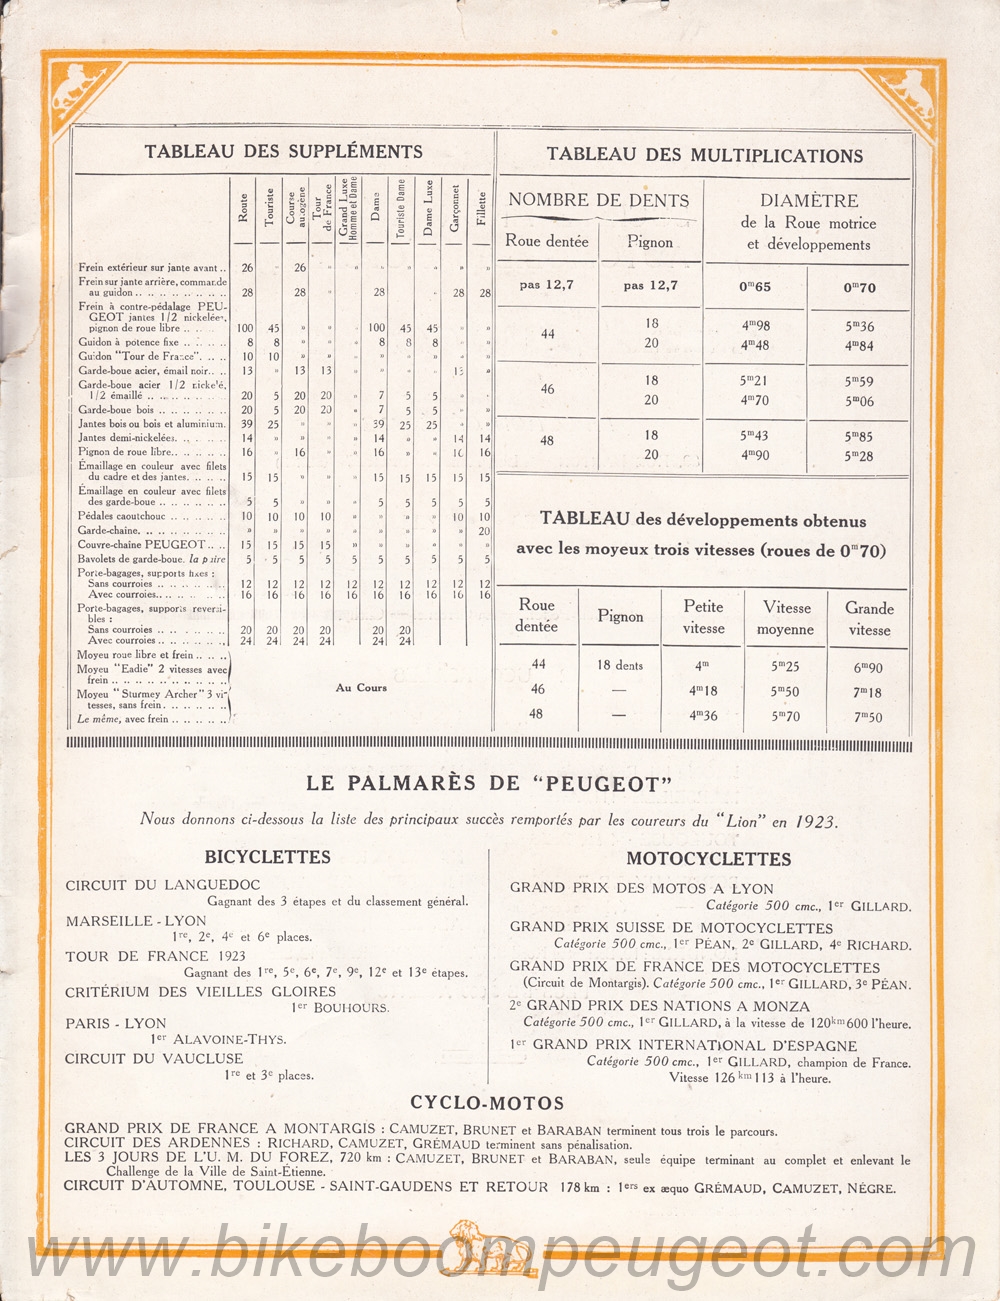 TABLEAU DES SUPPLÉMENTS
Route Touriste Course au.ogène Tour de France Grand Luxe Homme et Dame Dame Touriste Dame Dame Luxe Garçonnet Fillette
Frein extérieur sur jante avant .. 26 » 26 » » » » » » »
Frein sur jante arrière, commande
au guidon .. .. .. .. .. .. .. .. 28 28 » 28 28 28
Frein à contre-pédalage PEU-
GEOT jantes 1/2 nickelées,
pignon de roue libre .. .. .. 100 45 » » » 100 45 45 » »
Guidon à potence fixe .. .. .. .. 8 8 » » » 8 8 8 » »
Guidon "Tour de France". .. .. 10 10 » » » » » » » »
Garde-boue acier, émail noir.. .. 13 » 13 13 » » » » 13 »
Garde-boue acier 1/2 nickelé,
1/2 émaillé .. .. .. .. .. .. .. 20 5 20 20 » 7 5 5 . .
Garde-boue bois .. .. .. .. .. .. 20 5 20 20 » 7 5 5 » »
Jantes bois ou bois et aluminium. 39 25 » » » 39 25 25 » »
Jantes demi-nickelées. .. .. .. .. 14 » » » » 14 » » 14 14
Pignon de roue libre.. .. .. .. .. 16 » 16 » » 16 » » 16 16
Émaillage en couleur avec filets
du cadre et des jantes. .. .. .. 15 15 » » » 15 15 15 15 15
Émaillage en couleur avec filets
des garde-boue .. .. .. .. .. .. 5 5 » » » 5 5 5 5 5
Pédales caoutchouc .. .. .. .. .. 10 10 10 10 » » » » 10 10
Garde-chaîne. .. .. .. .. .. .. .. » » » » » » » » » 20
Couvre-chaîne PEUGEOT .. .. 15 15 15 15 » » » » » »
Bavolets de garde-boue. la paire 5 5 5 5 5 5 5 5 5 5
Porte-bagages, supports fixes :
Sans courroies .. .. .. .. .. .. 12 12 12 12 12 12 12 12 12 12
Avec courroies.. .. .. .. .. .. 16 16 16 16 16 16 16 16 16 16
Porte-bagages, supports reversi-
bles :
Sans courroies .. .. .. .. .. .. 20 20 20 20 20 20
Avec courroies .. .. .. .. .. .. 24 24 24 24 24 24
Moyeu roue libre et frein .. .. ..
Moyeu "Eadie" 2 vitesses avec
frein .. .. .. .. .. .. .. .. .. ..
Au Cours
Moyeu "Sturmey Archer" 3 vi-
tesses, sans frein. .. .. .. .. ..
Le même, avec frein .. .. .. .. ..
TABLEAU DES MULTIPLICATIONS
NOMBRE DE DENTS DIAMÈTRE
de la Roue motrice
et développements
Roue dentée Pignon
pas 12,7 pas 12,7 0m65 0m70
44 18 4m98 5m36
20 4m48 4m84
46 18 5m21 5m59
20 4m70 5m06
48 18 5m43 5m85
20 4m90 5m28
TABLEAU des développements obtenus
avec les moyeux trois vitesses (roues de 0m70)
Roue dentée Pignon Petite vitesse Vitesse moyenne Grande vitesse
44 18 dents 4m 5m25 6m90
46 — 4m18 5m50 7m18
48 — 4m36 5m70 7m50
LE PALMARÈS DE "PEUGEOT"
Nous donnons ci-dessous la liste des principaux succès remportés par les coureurs du "Lion" en 1923.
BICYCLETTES
CIRCUIT DU LANGUEDOC
Gagnant des 3 étapes et du classement général.
MARSEILLE - LYON
1re, 2e, 4e et 6e places.
TOUR DE FRANCE 1923
Gagnant des 1re, 5e, 6e, 7e, 9e, 12e et 13e étapes.
CRITÉRIUM DES VIEILLES GLOIRES
1er BOUHOURS.
PARIS - LYON
1er ALAVOINE-THYS.
CIRCUIT DU VAUCLUSE
1re et 3e places.
MOTOCYCLETTES
GRAND PRIX DES MOTOS A LYON
Catégorie 500 cmc., 1er GILLARD.
GRAND PRIX SUISSE DE MOTOCYCLETTES
Catégorie 500 cmc., 1er PÉAN, 2e GILLARD, 4e RICHARD.
GRAND PRIX DE FRANCE DES MOTOCYCLETTES
(Circuit de Montargis). Catégorie 500 cmc., 1er GILLARD, 3e PÉAN.
2e GRAND PRIX DES NATIONS A MONZA
Catégorie 500 cmc., 1er GILLARD, à la vitesse de 120km600 l'heure.
1er GRAND PRIX INTERNATIONAL D'ESPAGNE
Catégorie 500 cmc., 1er GILLARD, champion de France.
Vitesse 126 km 113 à l'heure.
CYCLO-MOTOS
GRAND PRIX DE FRANCE A MONTARGIS : CAMUZET, BRUNET et BARABAN terminent tous trois le parcours.
CIRCUIT DES ARDENNES : RICHARD, CAMUZET, GRÉMAUD terminent sans pénalisation.
LES 3 JOURS DE L'U. M. DU FOREZ, 720 km : CAMUZET, BRUNET et BARABAN, seule équipe terminant au complet et enlevant le
Challenge de la Ville de Saint-Étienne.
CIRCUIT D'AUTOMNE, TOULOUSE - SAINT-GAUDENS ET RETOUR 178 km : 1ers ex æquo GRÉMAUD, CAMUZET, NÉGRE.
www.bikeboompeugeot.com